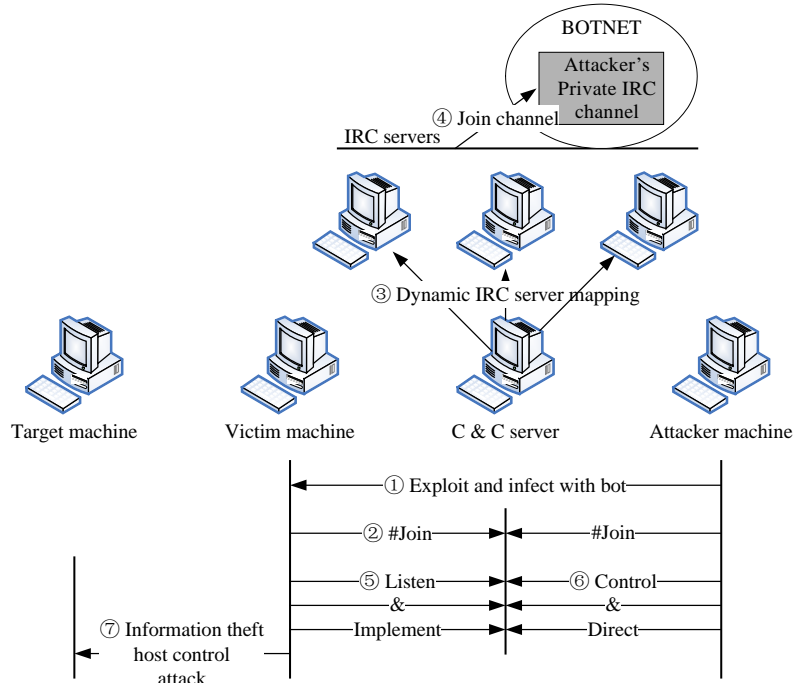 BOTNET
Attacker's
Private IRC
channel
④ Join channel
IRC servers
③ Dynamic IRC server mapping
Target machine
Victim machine
C & C server
Attacker machine
① Exploit and infect with bot
② #Join
#Join
⑤ Listen
⑥ Control
&
&
Implement
Direct
⑦ Information theft
host control
attack